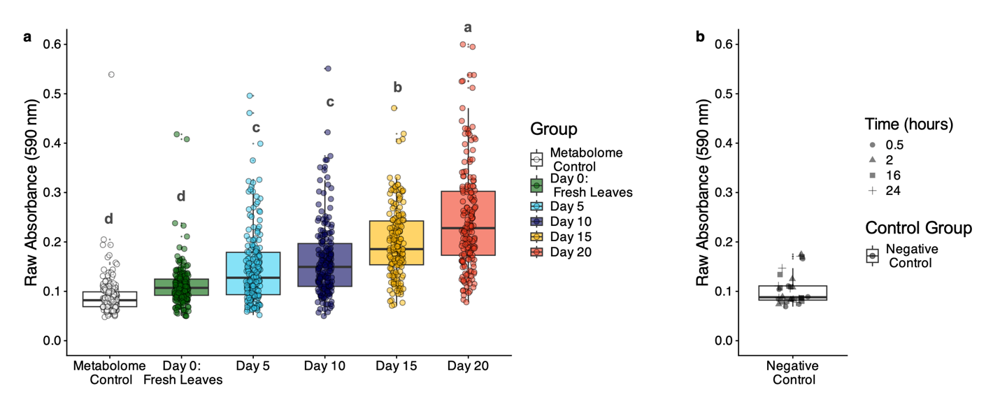 a
Raw Absorbance (590 nm)
0.6
0.5
0.4
0.3
0.2
0.1
0.0
d
d
c
c
b
a
Metabolome
Control
Day 0:
Fresh Leaves
Day 5
Day 10
Day 15
Day 20
Group
Metabolome
Control
Day 0:
Fresh Leaves
Day 5
Day 10
Day 15
Day 20
b
Raw Absorbance (590 nm)
0.6
0.5
0.4
0.3
0.2
0.1
0.0
Negative
Control
Time (hours)
0.5
2
16
24
Control Group
Negative
Control